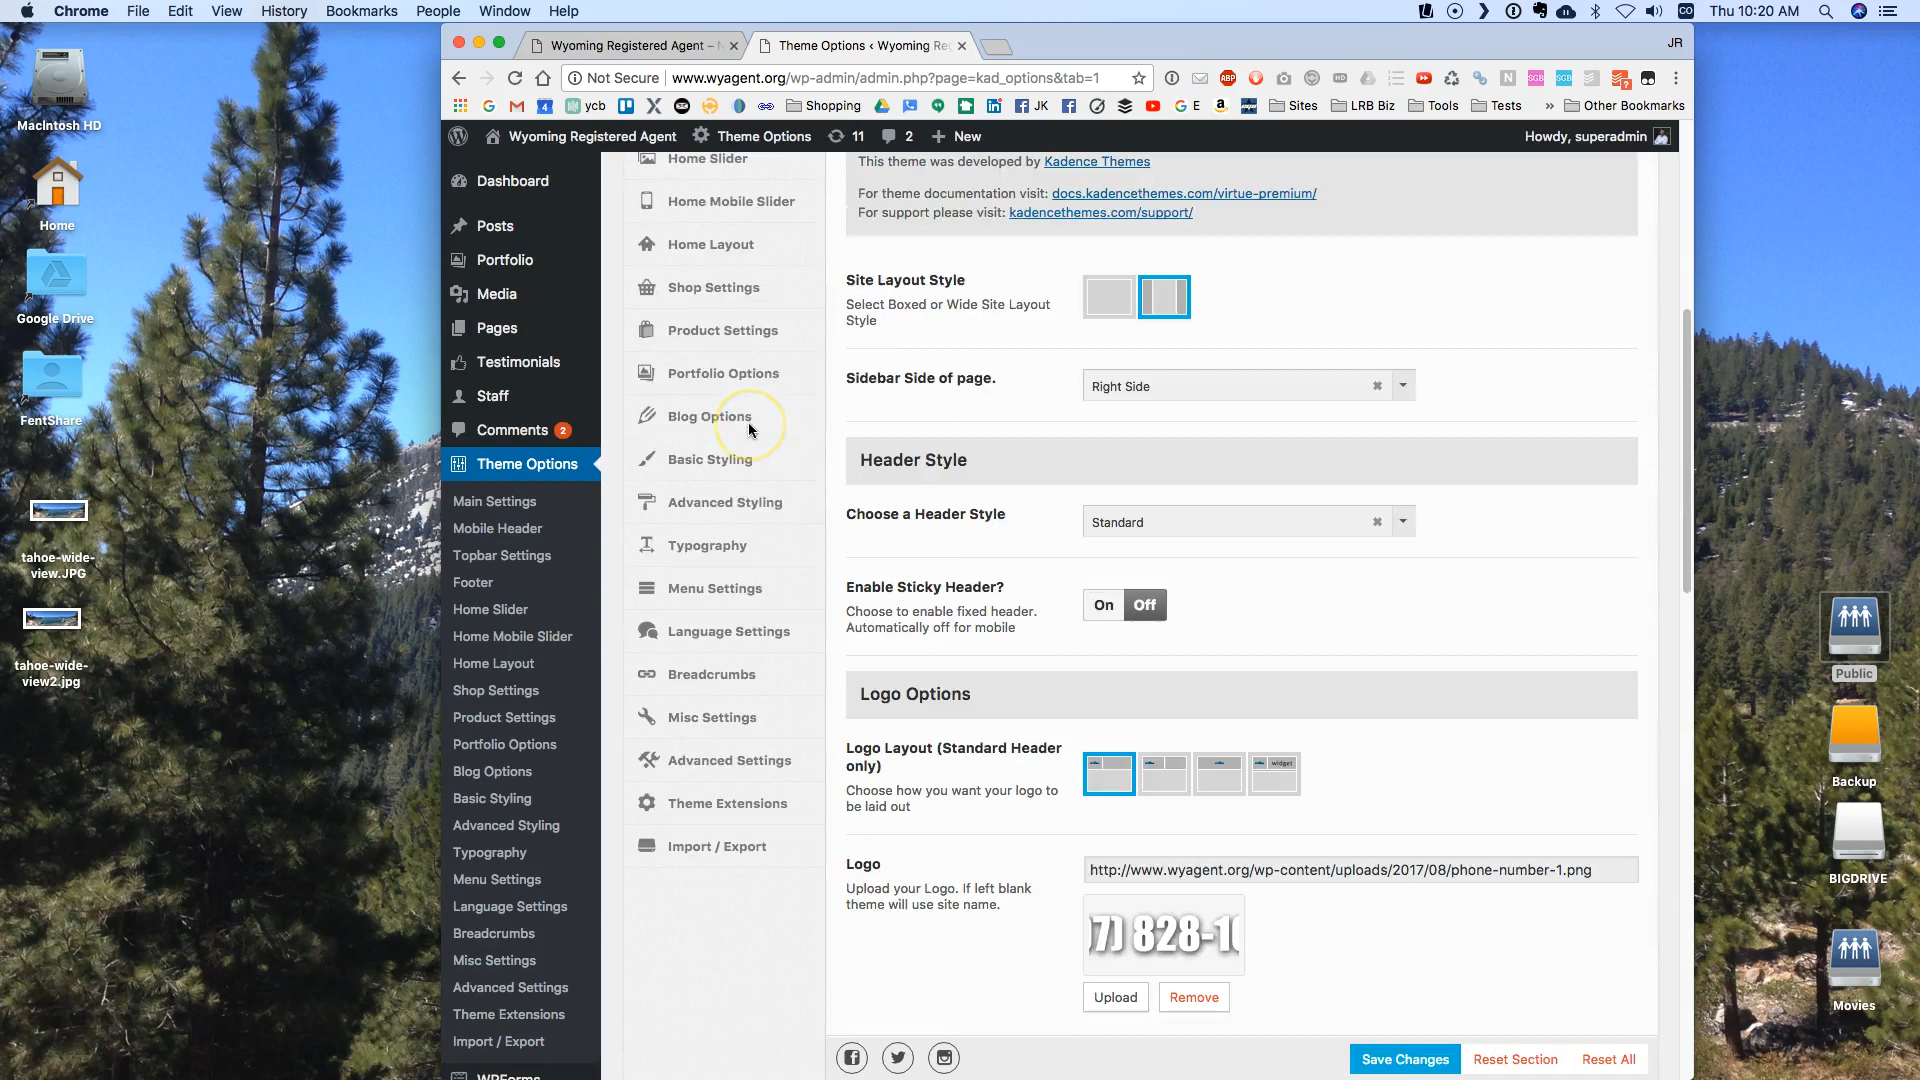 Chrome File Edit View History Bookmarks People Window Help
Thu 10:20 AM
Macintosh HD
Home
Google Drive
FentShare
tahoe-wide-
view.JPG
tahoe-wide-
view2.jpg
Wyoming Registered Agent –
Theme Options ‹ Wyoming Re
JR
Not Secure
www.wyagent.org/wp-admin/admin.php?page=kad_options&tab=1
ycb
Shopping
JK
G E
Sites
LRB Biz
Tools
Tests
»
Other Bookmarks
Wyoming Registered Agent
Theme Options
11
2
New
Howdy, superadmin
Dashboard
Posts
Portfolio
Media
Pages
Testimonials
Staff
Comments 2
Theme Options
Main Settings
Mobile Header
Topbar Settings
Footer
Home Slider
Home Mobile Slider
Home Layout
Shop Settings
Product Settings
Portfolio Options
Blog Options
Basic Styling
Advanced Styling
Typography
Menu Settings
Language Settings
Breadcrumbs
Misc Settings
Advanced Settings
Theme Extensions
Import / Export
WPForms
Home Slider
Home Mobile Slider
Home Layout
Shop Settings
Product Settings
Portfolio Options
Blog Options
Basic Styling
Advanced Styling
Typography
Menu Settings
Language Settings
Breadcrumbs
Misc Settings
Advanced Settings
Theme Extensions
Import / Export
This theme was developed by Kadence Themes
For theme documentation visit: docs.kadencethemes.com/virtue-premium/
For support please visit: kadencethemes.com/support/
Site Layout Style
Select Boxed or Wide Site Layout
Style
Sidebar Side of page.
Right Side
Header Style
Choose a Header Style
Standard
Enable Sticky Header?
Choose to enable fixed header.
Automatically off for mobile
On Off
Logo Options
Logo Layout (Standard Header
only)
Choose how you want your logo to
be laid out
widget
Logo
Upload your Logo. If left blank
theme will use site name.
http://www.wyagent.org/wp-content/uploads/2017/08/phone-number-1.png
7) 828-1
Upload
Remove
Save Changes
Reset Section
Reset All
Public
Backup
BIGDRIVE
Movies